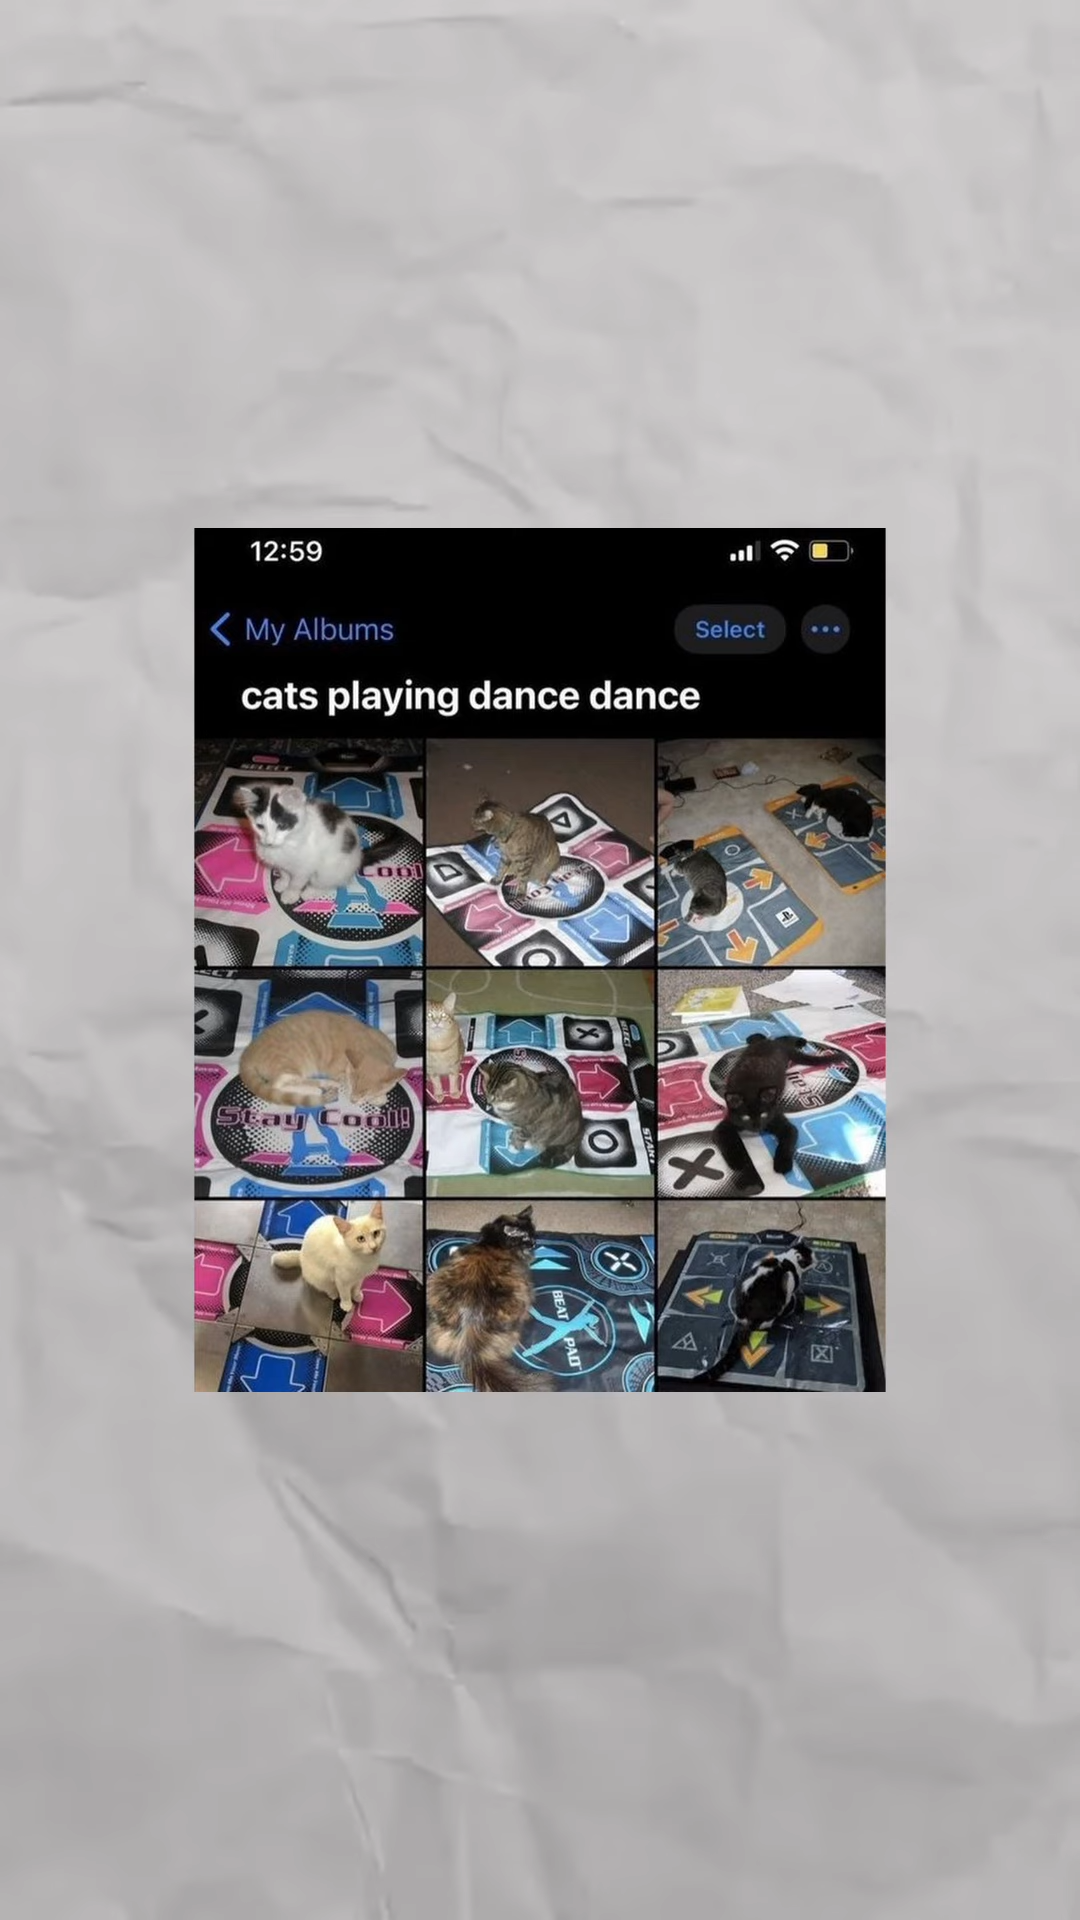 12:59
My Albums
Select
cats playing dance dance
SELECT
Cool
Stay Cool!
SELECT
START
BEAT
PAD